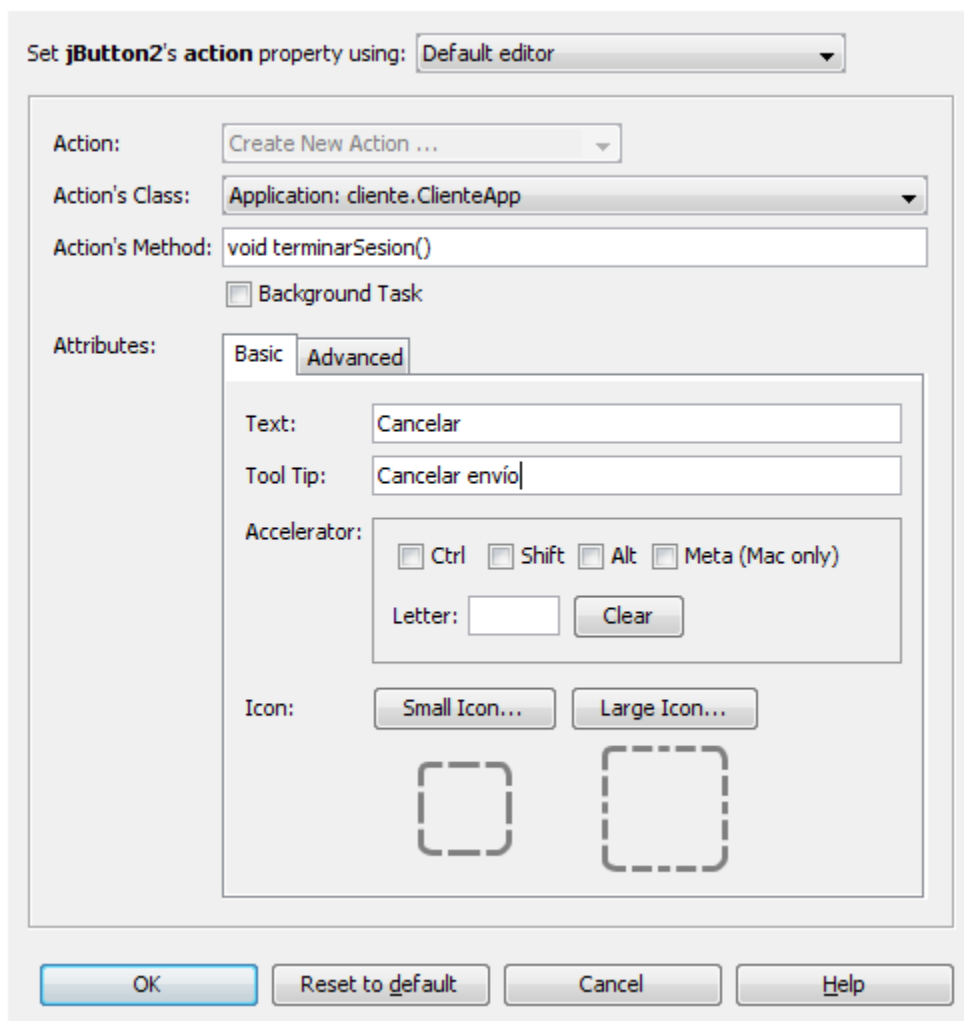 Set jButton2's action property using: Default editor
Action: Create New Action ...
Action's Class: Application: cliente.ClienteApp
Action's Method: void terminarSesion()
Background Task
Attributes: Basic Advanced
Text: Cancelar
Tool Tip: Cancelar envío
Accelerator: Ctrl Shift Alt Meta (Mac only)
Letter: Clear
Icon: Small Icon... Large Icon...
OK Reset to default Cancel Help